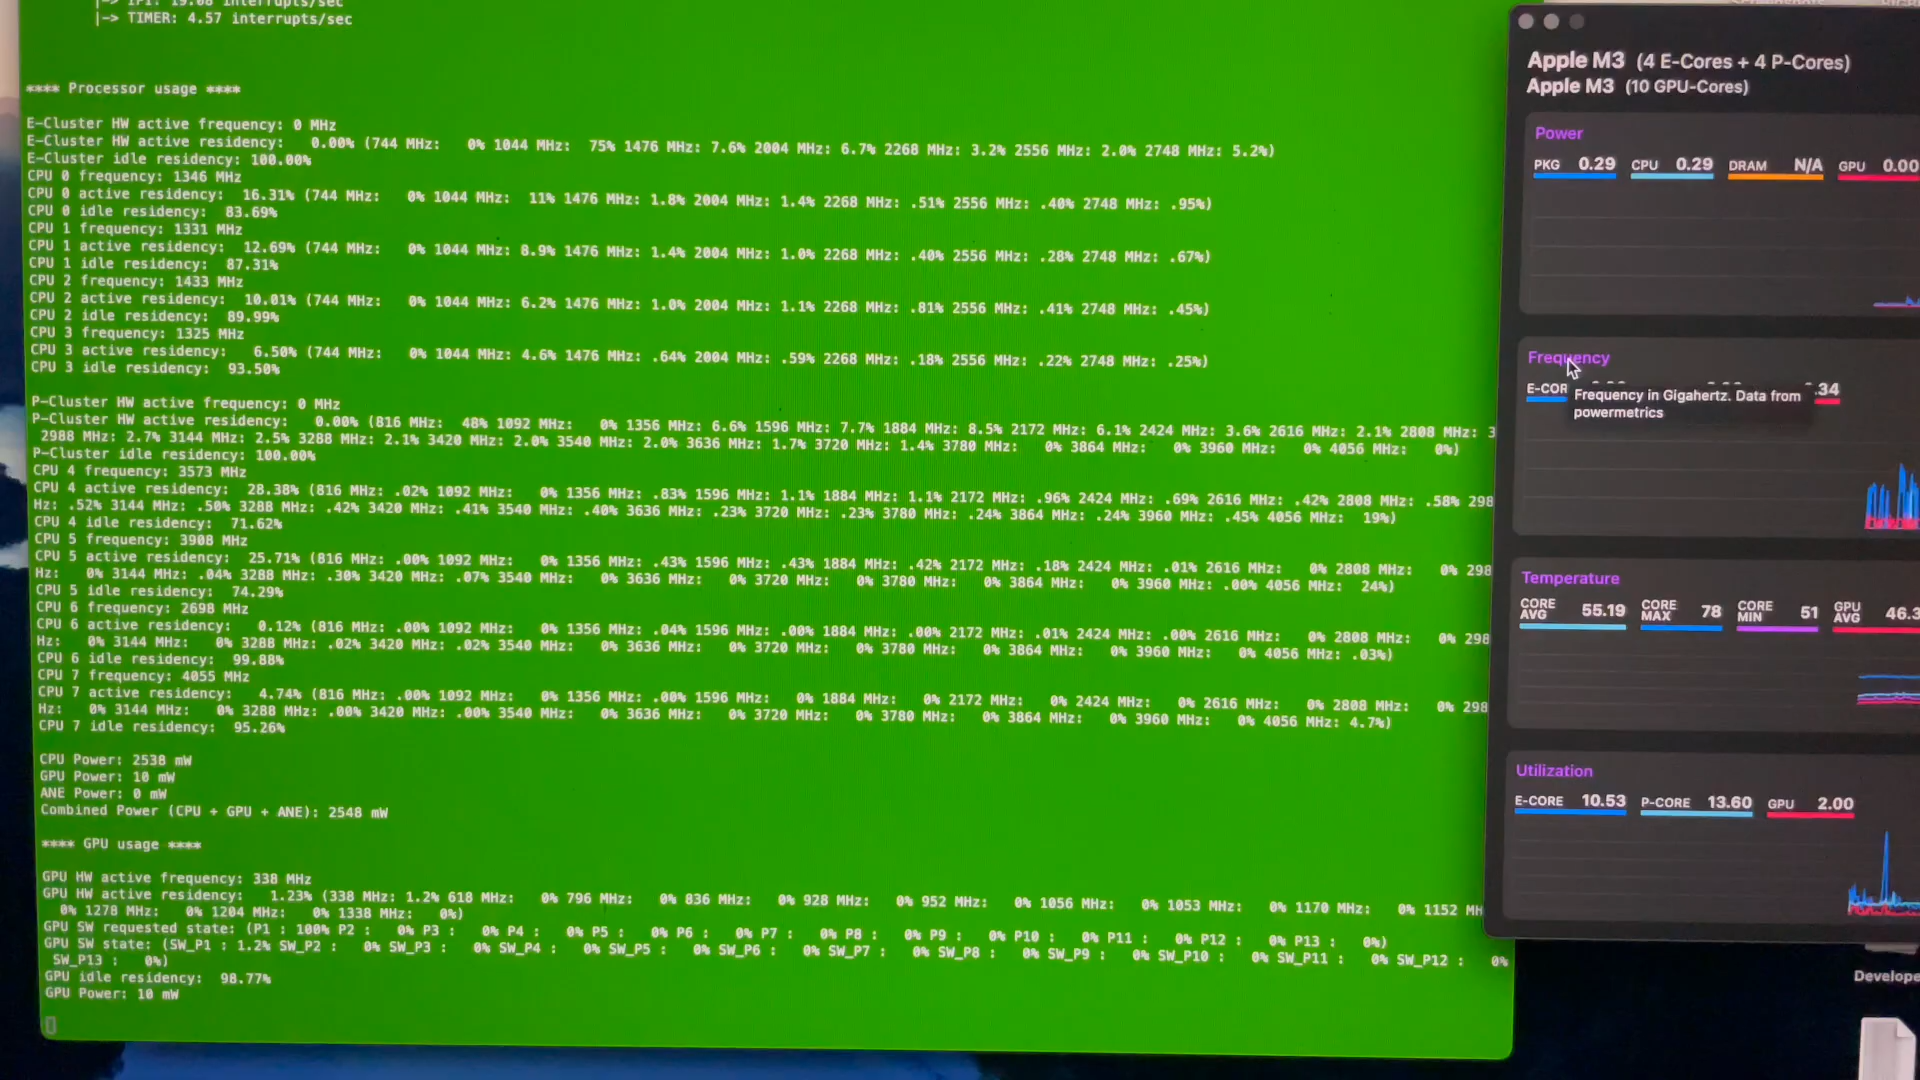 |-> IPI: 19.08 interrupts/sec
|-> TIMER: 4.57 interrupts/sec
**** Processor usage ****
E-Cluster HW active frequency: 0 MHz
E-Cluster HW active residency:   0.00% (744 MHz:   0% 1044 MHz:  75% 1476 MHz: 7.6% 2004 MHz: 6.7% 2268 MHz: 3.2% 2556 MHz: 2.0% 2748 MHz: 5.2%)
E-Cluster idle residency: 100.00%
CPU 0 frequency: 1346 MHz
CPU 0 active residency:  16.31% (744 MHz:   0% 1044 MHz:  11% 1476 MHz: 1.8% 2004 MHz: 1.4% 2268 MHz: .51% 2556 MHz: .40% 2748 MHz: .95%)
CPU 0 idle residency:  83.69%
CPU 1 frequency: 1331 MHz
CPU 1 active residency:  12.69% (744 MHz:   0% 1044 MHz: 8.9% 1476 MHz: 1.4% 2004 MHz: 1.0% 2268 MHz: .40% 2556 MHz: .28% 2748 MHz: .67%)
CPU 1 idle residency:  87.31%
CPU 2 frequency: 1433 MHz
CPU 2 active residency:  10.01% (744 MHz:   0% 1044 MHz: 6.2% 1476 MHz: 1.0% 2004 MHz: 1.1% 2268 MHz: .81% 2556 MHz: .41% 2748 MHz: .45%)
CPU 2 idle residency:  89.99%
CPU 3 frequency: 1325 MHz
CPU 3 active residency:   6.50% (744 MHz:   0% 1044 MHz: 4.6% 1476 MHz: .64% 2004 MHz: .59% 2268 MHz: .18% 2556 MHz: .22% 2748 MHz: .25%)
CPU 3 idle residency:  93.50%
P-Cluster HW active frequency: 0 MHz
P-Cluster HW active residency:   0.00% (816 MHz:  48% 1092 MHz:   0% 1356 MHz: 6.6% 1596 MHz: 7.7% 1884 MHz: 8.5% 2172 MHz: 6.1% 2424 MHz: 3.6% 2616 MHz: 2.1% 2808 MHz: 3
2988 MHz: 2.7% 3144 MHz: 2.5% 3288 MHz: 2.1% 3420 MHz: 2.0% 3540 MHz: 2.0% 3636 MHz: 1.7% 3720 MHz: 1.4% 3780 MHz:   0% 3864 MHz:   0% 3960 MHz:   0% 4056 MHz:   0%)
P-Cluster idle residency: 100.00%
CPU 4 frequency: 3573 MHz
CPU 4 active residency:  28.38% (816 MHz: .02% 1092 MHz:   0% 1356 MHz: .83% 1596 MHz: 1.1% 1884 MHz: 1.1% 2172 MHz: .96% 2424 MHz: .69% 2616 MHz: .42% 2808 MHz: .58% 298
Hz: .52% 3144 MHz: .50% 3288 MHz: .42% 3420 MHz: .41% 3540 MHz: .40% 3636 MHz: .23% 3720 MHz: .23% 3780 MHz: .24% 3864 MHz: .24% 3960 MHz: .45% 4056 MHz:  19%)
CPU 4 idle residency:  71.62%
CPU 5 frequency: 3908 MHz
CPU 5 active residency:  25.71% (816 MHz: .00% 1092 MHz:   0% 1356 MHz: .43% 1596 MHz: .43% 1884 MHz: .42% 2172 MHz: .18% 2424 MHz: .01% 2616 MHz:   0% 2808 MHz:   0% 298
Hz:   0% 3144 MHz: .04% 3288 MHz: .30% 3420 MHz: .07% 3540 MHz:   0% 3636 MHz:   0% 3720 MHz:   0% 3780 MHz:   0% 3864 MHz:   0% 3960 MHz: .00% 4056 MHz:  24%)
CPU 5 idle residency:  74.29%
CPU 6 frequency: 2698 MHz
CPU 6 active residency:   0.12% (816 MHz: .00% 1092 MHz:   0% 1356 MHz: .04% 1596 MHz: .00% 1884 MHz: .00% 2172 MHz: .01% 2424 MHz: .00% 2616 MHz:   0% 2808 MHz:   0% 298
Hz:   0% 3144 MHz:   0% 3288 MHz: .02% 3420 MHz: .02% 3540 MHz:   0% 3636 MHz:   0% 3720 MHz:   0% 3780 MHz:   0% 3864 MHz:   0% 3960 MHz:   0% 4056 MHz: .03%)
CPU 6 idle residency:  99.88%
CPU 7 frequency: 4055 MHz
CPU 7 active residency:   4.74% (816 MHz: .00% 1092 MHz:   0% 1356 MHz: .00% 1596 MHz:   0% 1884 MHz:   0% 2172 MHz:   0% 2424 MHz:   0% 2616 MHz:   0% 2808 MHz:   0% 298
Hz:   0% 3144 MHz:   0% 3288 MHz: .00% 3420 MHz: .00% 3540 MHz:   0% 3636 MHz:   0% 3720 MHz:   0% 3780 MHz:   0% 3864 MHz:   0% 3960 MHz:   0% 4056 MHz: 4.7%)
CPU 7 idle residency:  95.26%
CPU Power: 2538 mW
GPU Power: 10 mW
ANE Power: 0 mW
Combined Power (CPU + GPU + ANE): 2548 mW
**** GPU usage ****
GPU HW active frequency: 338 MHz
GPU HW active residency:   1.23% (338 MHz: 1.2% 618 MHz:   0% 796 MHz:   0% 836 MHz:   0% 928 MHz:   0% 952 MHz:   0% 1056 MHz:   0% 1053 MHz:   0% 1170 MHz:   0% 1152 MH
0% 1278 MHz:   0% 1204 MHz:   0% 1338 MHz:   0%)
GPU SW requested state: (P1 : 100% P2 :   0% P3 :   0% P4 :   0% P5 :   0% P6 :   0% P7 :   0% P8 :   0% P9 :   0% P10 :   0% P11 :   0% P12 :   0% P13 :   0%)
GPU SW state: (SW_P1 : 1.2% SW_P2 :   0% SW_P3 :   0% SW_P4 :   0% SW_P5 :   0% SW_P6 :   0% SW_P7 :   0% SW_P8 :   0% SW_P9 :   0% SW_P10 :   0% SW_P11 :   0% SW_P12 :   0%
SW_P13 :   0%)
GPU idle residency:  98.77%
GPU Power: 10 mW
Apple M3 (4 E-Cores + 4 P-Cores)
Apple M3 (10 GPU-Cores)
Power
PKG 0.29 CPU 0.29 DRAM N/A GPU 0.00
Frequency
E-COR .34
Frequency in Gigahertz. Data from
powermetrics
Temperature
CORE AVG 55.19 CORE MAX 78 CORE MIN 51 GPU AVG 46.3
Utilization
E-CORE 10.53 P-CORE 13.60 GPU 2.00
Develope